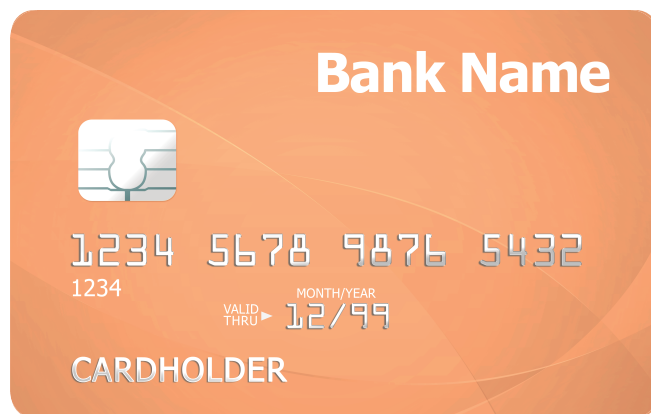 Bank Name
1234 5678 9876 5432
1234
MONTH/YEAR
VALID
THRU
12/99
CARDHOLDER